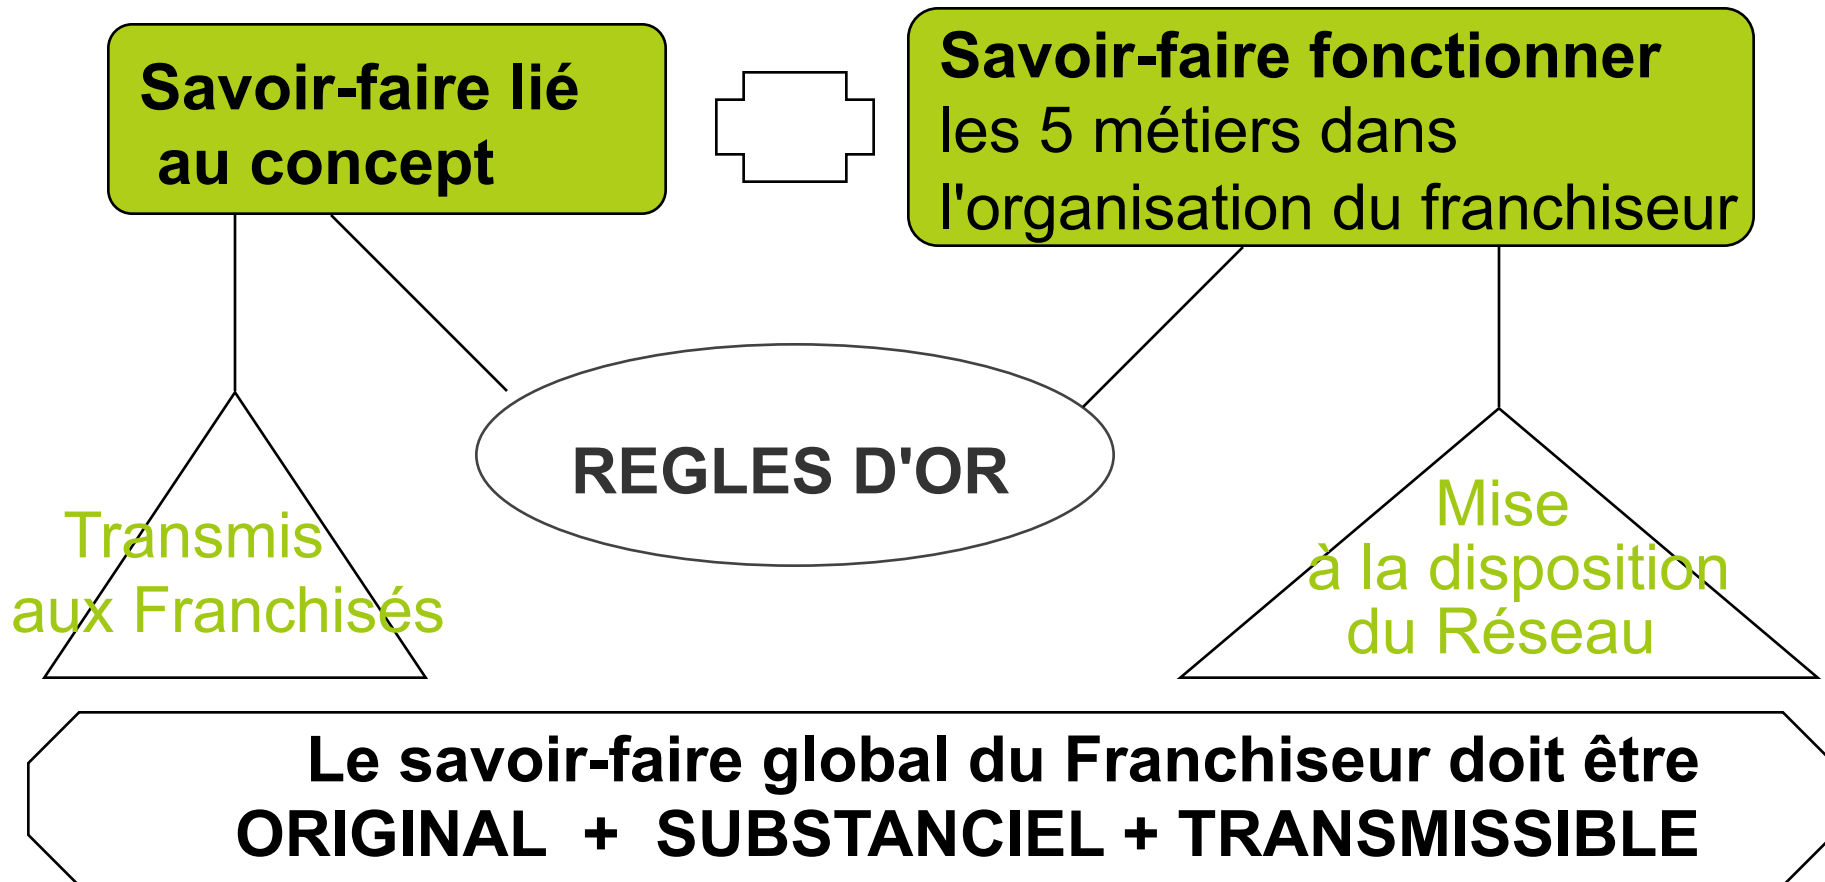 Savoir-faire lié
au concept
Savoir-faire fonctionner
les 5 métiers dans
l'organisation du franchiseur
REGLES D'OR
Transmis
aux Franchisés
Mise
à la disposition
du Réseau
Le savoir-faire global du Franchiseur doit être
ORIGINAL + SUBSTANCIEL + TRANSMISSIBLE